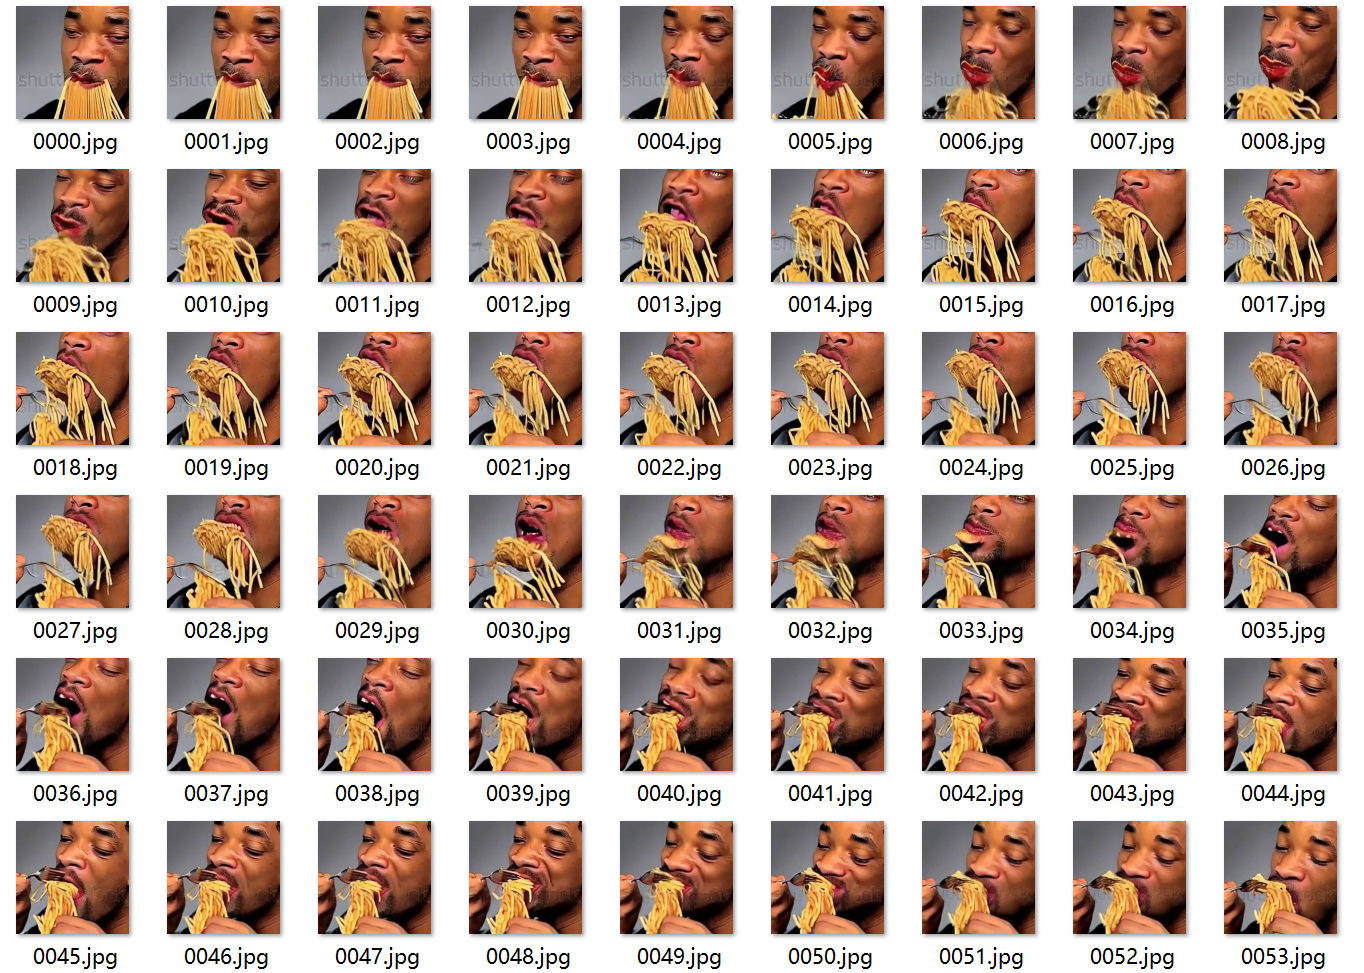 0000.jpg 0001.jpg 0002.jpg 0003.jpg 0004.jpg 0005.jpg 0006.jpg 0007.jpg 0008.jpg
0009.jpg 0010.jpg 0011.jpg 0012.jpg 0013.jpg 0014.jpg 0015.jpg 0016.jpg 0017.jpg
0018.jpg 0019.jpg 0020.jpg 0021.jpg 0022.jpg 0023.jpg 0024.jpg 0025.jpg 0026.jpg
0027.jpg 0028.jpg 0029.jpg 0030.jpg 0031.jpg 0032.jpg 0033.jpg 0034.jpg 0035.jpg
0036.jpg 0037.jpg 0038.jpg 0039.jpg 0040.jpg 0041.jpg 0042.jpg 0043.jpg 0044.jpg
0045.jpg 0046.jpg 0047.jpg 0048.jpg 0049.jpg 0050.jpg 0051.jpg 0052.jpg 0053.jpg